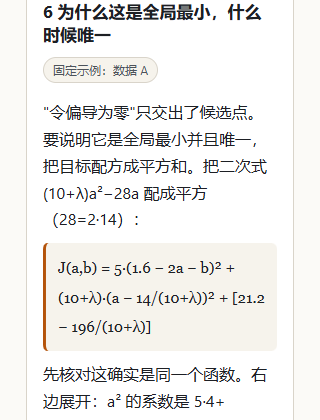 6 为什么这是全局最小，什么
时候唯一
固定示例：数据 A
"令偏导为零"只交出了候选点。
要说明它是全局最小并且唯一，
把目标配方成平方和。把二次式
(10+λ)a²−28a 配成平方
（28=2·14）：
J(a,b) = 5·(1.6 − 2a − b)² +
(10+λ)·(a − 14/(10+λ))² + [21.2
− 196/(10+λ)]
先核对这确实是同一个函数。右
边展开：a² 的系数是 5·4+